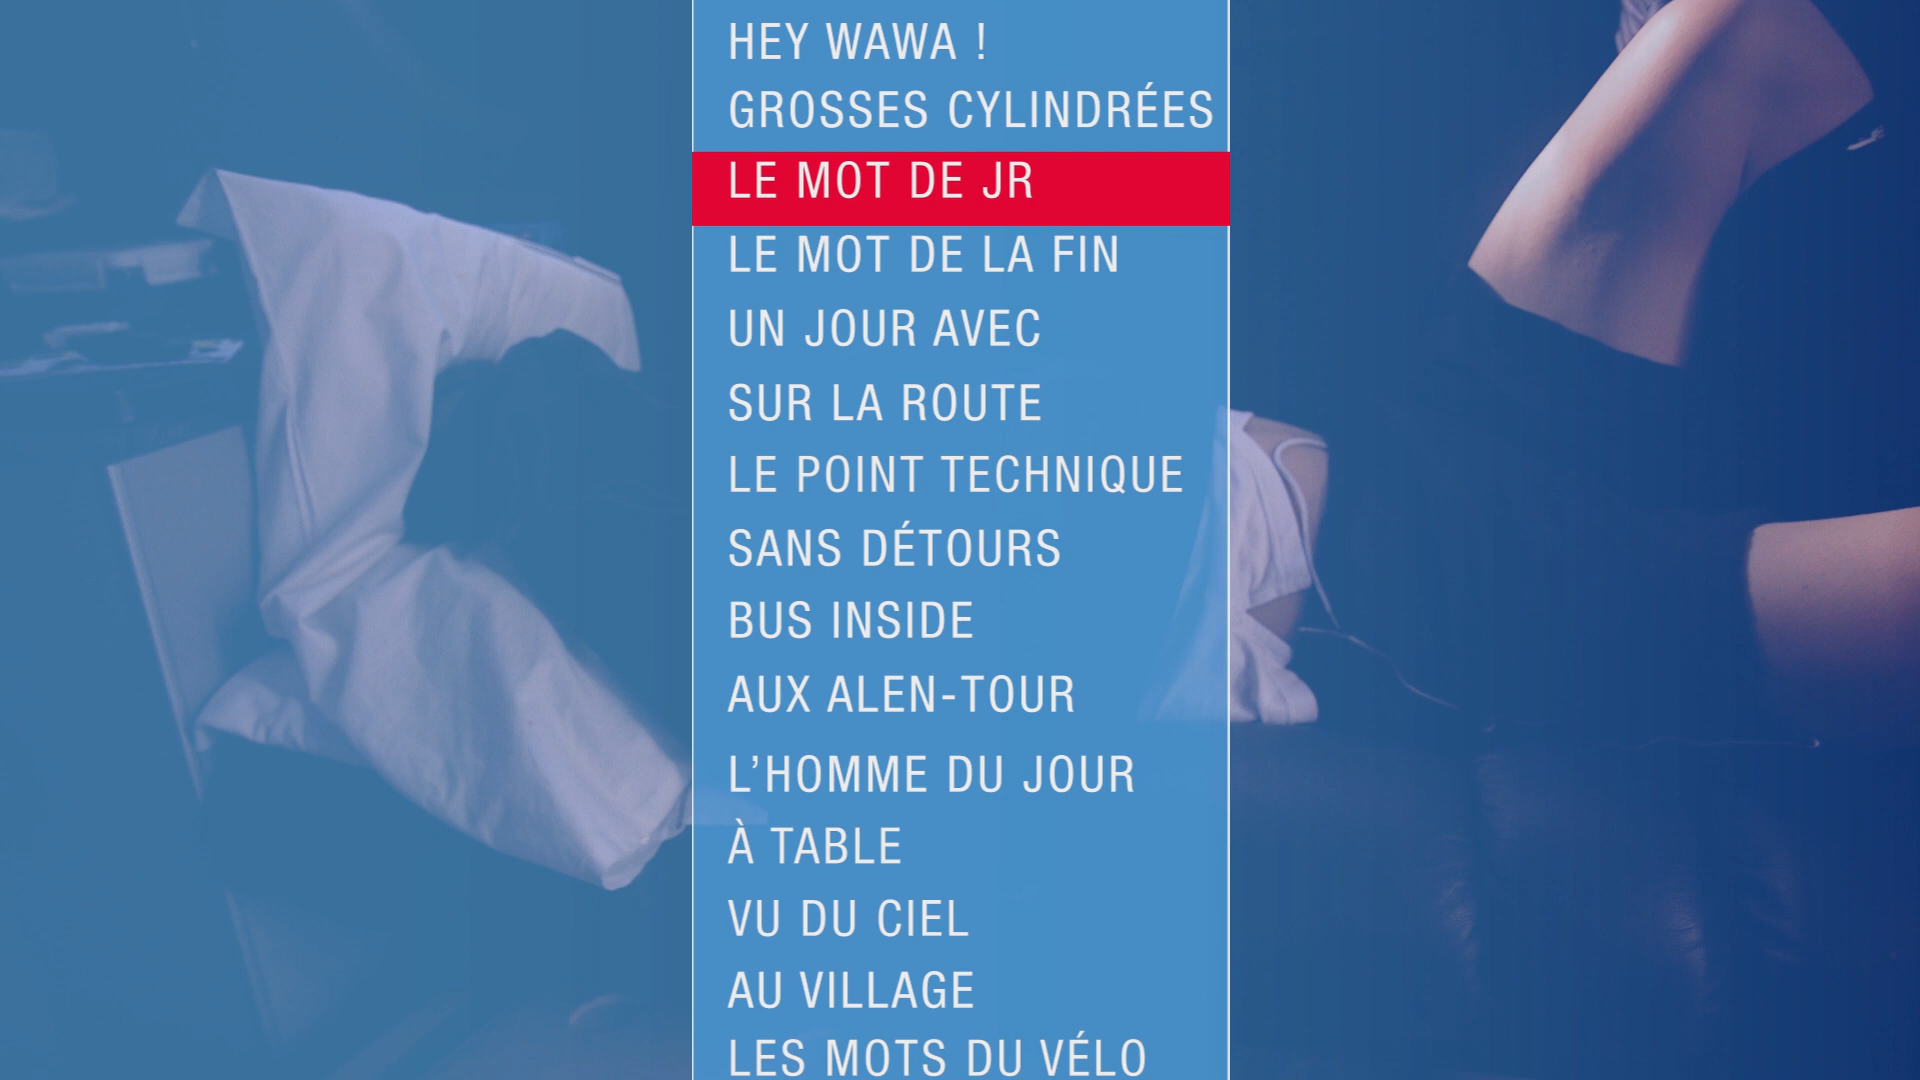 HEY WAWA !
GROSSES CYLINDRÉES
LE MOT DE JR
LE MOT DE LA FIN
UN JOUR AVEC
SUR LA ROUTE
LE POINT TECHNIQUE
SANS DÉTOURS
BUS INSIDE
AUX ALEN-TOUR
L’HOMME DU JOUR
À TABLE
VU DU CIEL
AU VILLAGE
LES MOTS DU VÉLO